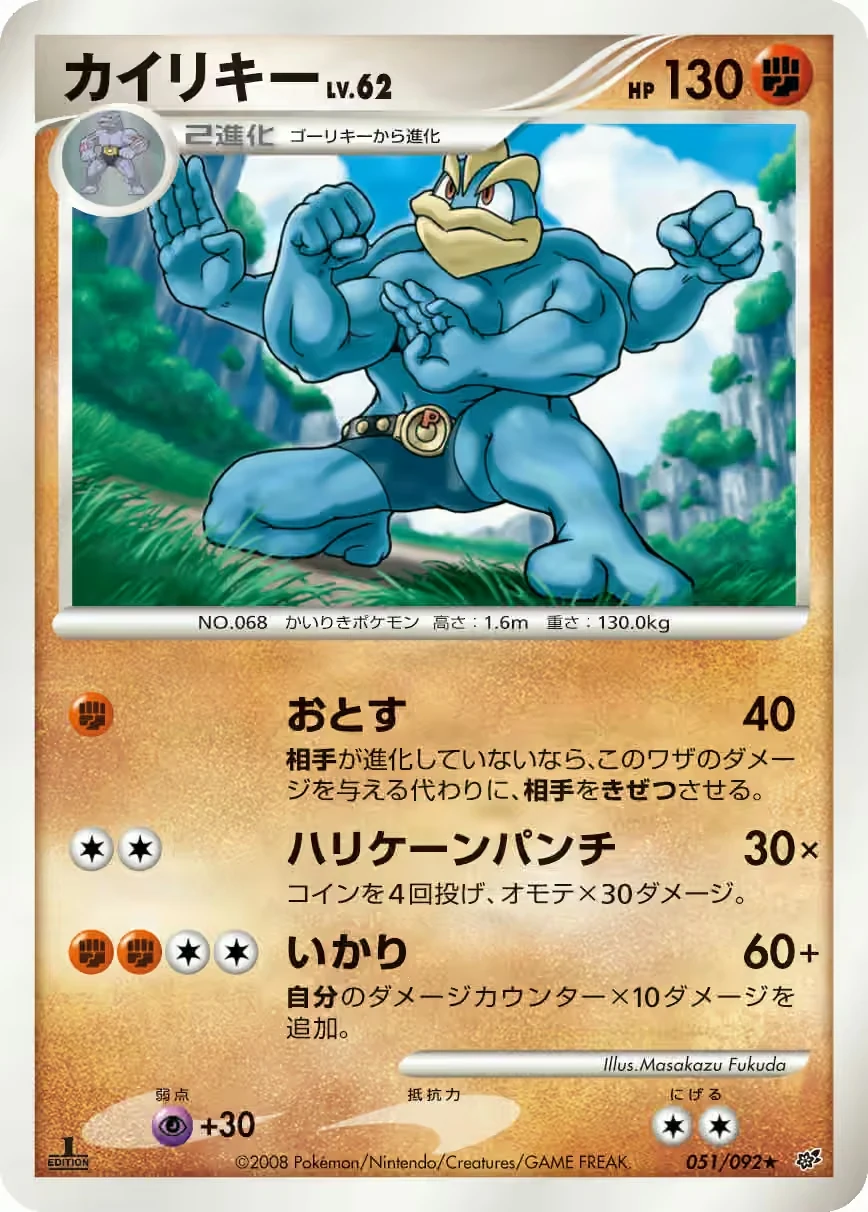 カイリキー LV.62 HP 130
2進化 ゴーリキーから進化
P
NO.068 かいりきポケモン 高さ：1.6m 重さ：130.0kg
おとす 40
相手が進化していないなら、このワザのダメー
ジを与える代わりに、相手をきぜつさせる。
ハリケーンパンチ 30×
コインを4回投げ、オモテ×30ダメージ。
いかり 60+
自分のダメージカウンター×10ダメージを
追加。
Illus.Masakazu Fukuda
弱点 抵抗力 にげる
+30
1
EDITION
©2008 Pokémon/Nintendo/Creatures/GAME FREAK.
051/092★